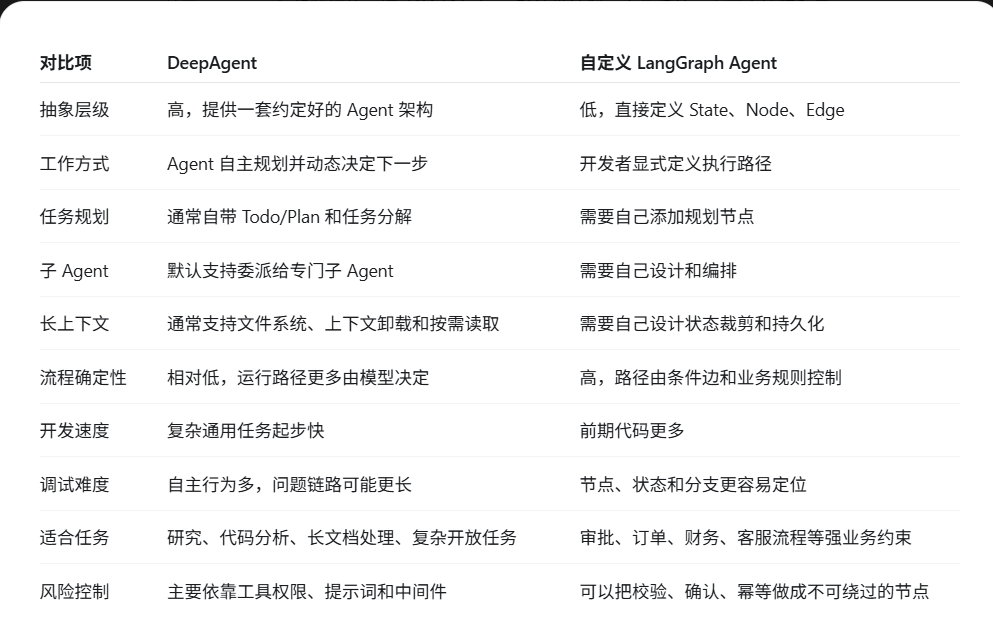 对比项 DeepAgent 自定义 LangGraph Agent
抽象层级 高，提供一套约定好的 Agent 架构 低，直接定义 State、Node、Edge
工作方式 Agent 自主规划并动态决定下一步 开发者显式定义执行路径
任务规划 通常自带 Todo/Plan 和任务分解 需要自己添加规划节点
子 Agent 默认支持委派给专门子 Agent 需要自己设计和编排
长上下文 通常支持文件系统、上下文卸载和按需读取 需要自己设计状态裁剪和持久化
流程确定性 相对低，运行路径更多由模型决定 高，路径由条件边和业务规则控制
开发速度 复杂通用任务起步快 前期代码更多
调试难度 自主行为多，问题链路可能更长 节点、状态和分支更容易定位
适合任务 研究、代码分析、长文档处理、复杂开放任务 审批、订单、财务、客服流程等强业务约束
风险控制 主要依靠工具权限、提示词和中间件 可以把校验、确认、幂等做成不可绕过的节点